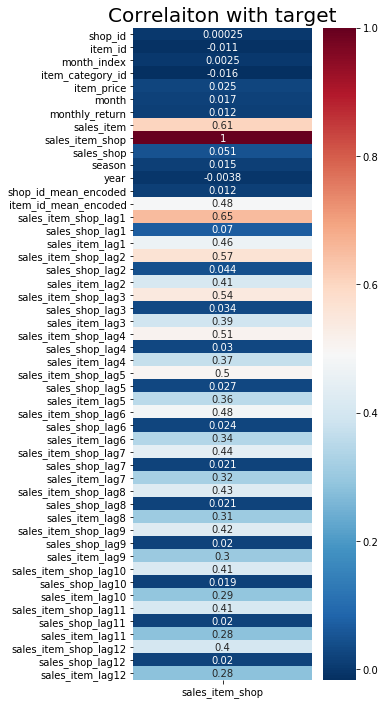 Correlaiton with target
shop_id 0.00025
item_id -0.011
month_index 0.0025
item_category_id -0.016
item_price 0.025
month 0.017
monthly_return 0.012
sales_item 0.61
sales_item_shop 1
sales_shop 0.051
season 0.015
year -0.0038
shop_id_mean_encoded 0.012
item_id_mean_encoded 0.48
sales_item_shop_lag1 0.65
sales_shop_lag1 0.07
sales_item_lag1 0.46
sales_item_shop_lag2 0.57
sales_shop_lag2 0.044
sales_item_lag2 0.41
sales_item_shop_lag3 0.54
sales_shop_lag3 0.034
sales_item_lag3 0.39
sales_item_shop_lag4 0.51
sales_shop_lag4 0.03
sales_item_lag4 0.37
sales_item_shop_lag5 0.5
sales_shop_lag5 0.027
sales_item_lag5 0.36
sales_item_shop_lag6 0.48
sales_shop_lag6 0.024
sales_item_lag6 0.34
sales_item_shop_lag7 0.44
sales_shop_lag7 0.021
sales_item_lag7 0.32
sales_item_shop_lag8 0.43
sales_shop_lag8 0.021
sales_item_lag8 0.31
sales_item_shop_lag9 0.42
sales_shop_lag9 0.02
sales_item_lag9 0.3
sales_item_shop_lag10 0.41
sales_shop_lag10 0.019
sales_item_lag10 0.29
sales_item_shop_lag11 0.41
sales_shop_lag11 0.02
sales_item_lag11 0.28
sales_item_shop_lag12 0.4
sales_shop_lag12 0.02
sales_item_lag12 0.28
sales_item_shop
1.0
0.8
0.6
0.4
0.2
0.0